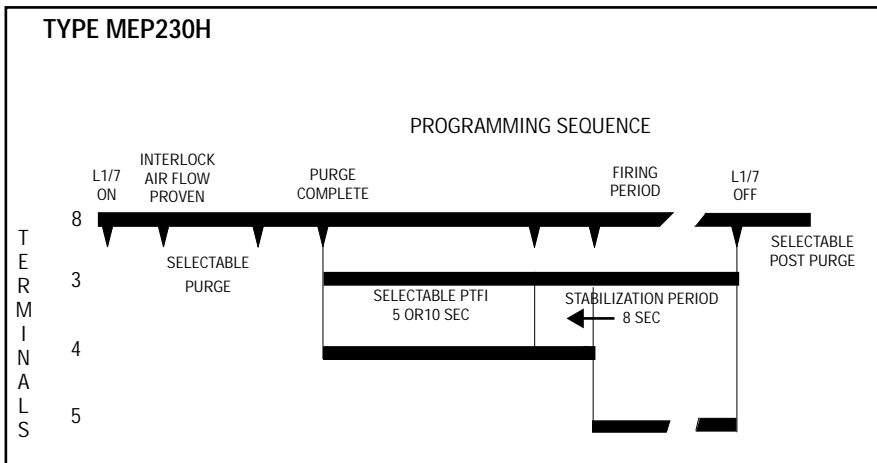 TYPE MEP230H
PROGRAMMING SEQUENCE
L1/7
ON
INTERLOCK
AIR FLOW
PROVEN
PURGE
COMPLETE
FIRING
PERIOD
L1/7
OFF
8
SELECTABLE
PURGE
SELECTABLE
POST PURGE
TERMINALS
3
SELECTABLE PTFI
5 OR10 SEC
STABILIZATION PERIOD
8 SEC
4
5